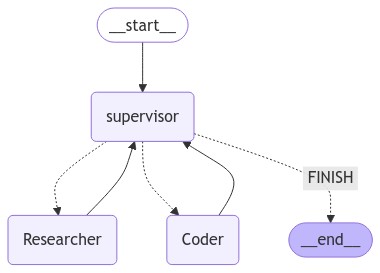 __start__
supervisor
FINISH
Researcher
Coder
__end__